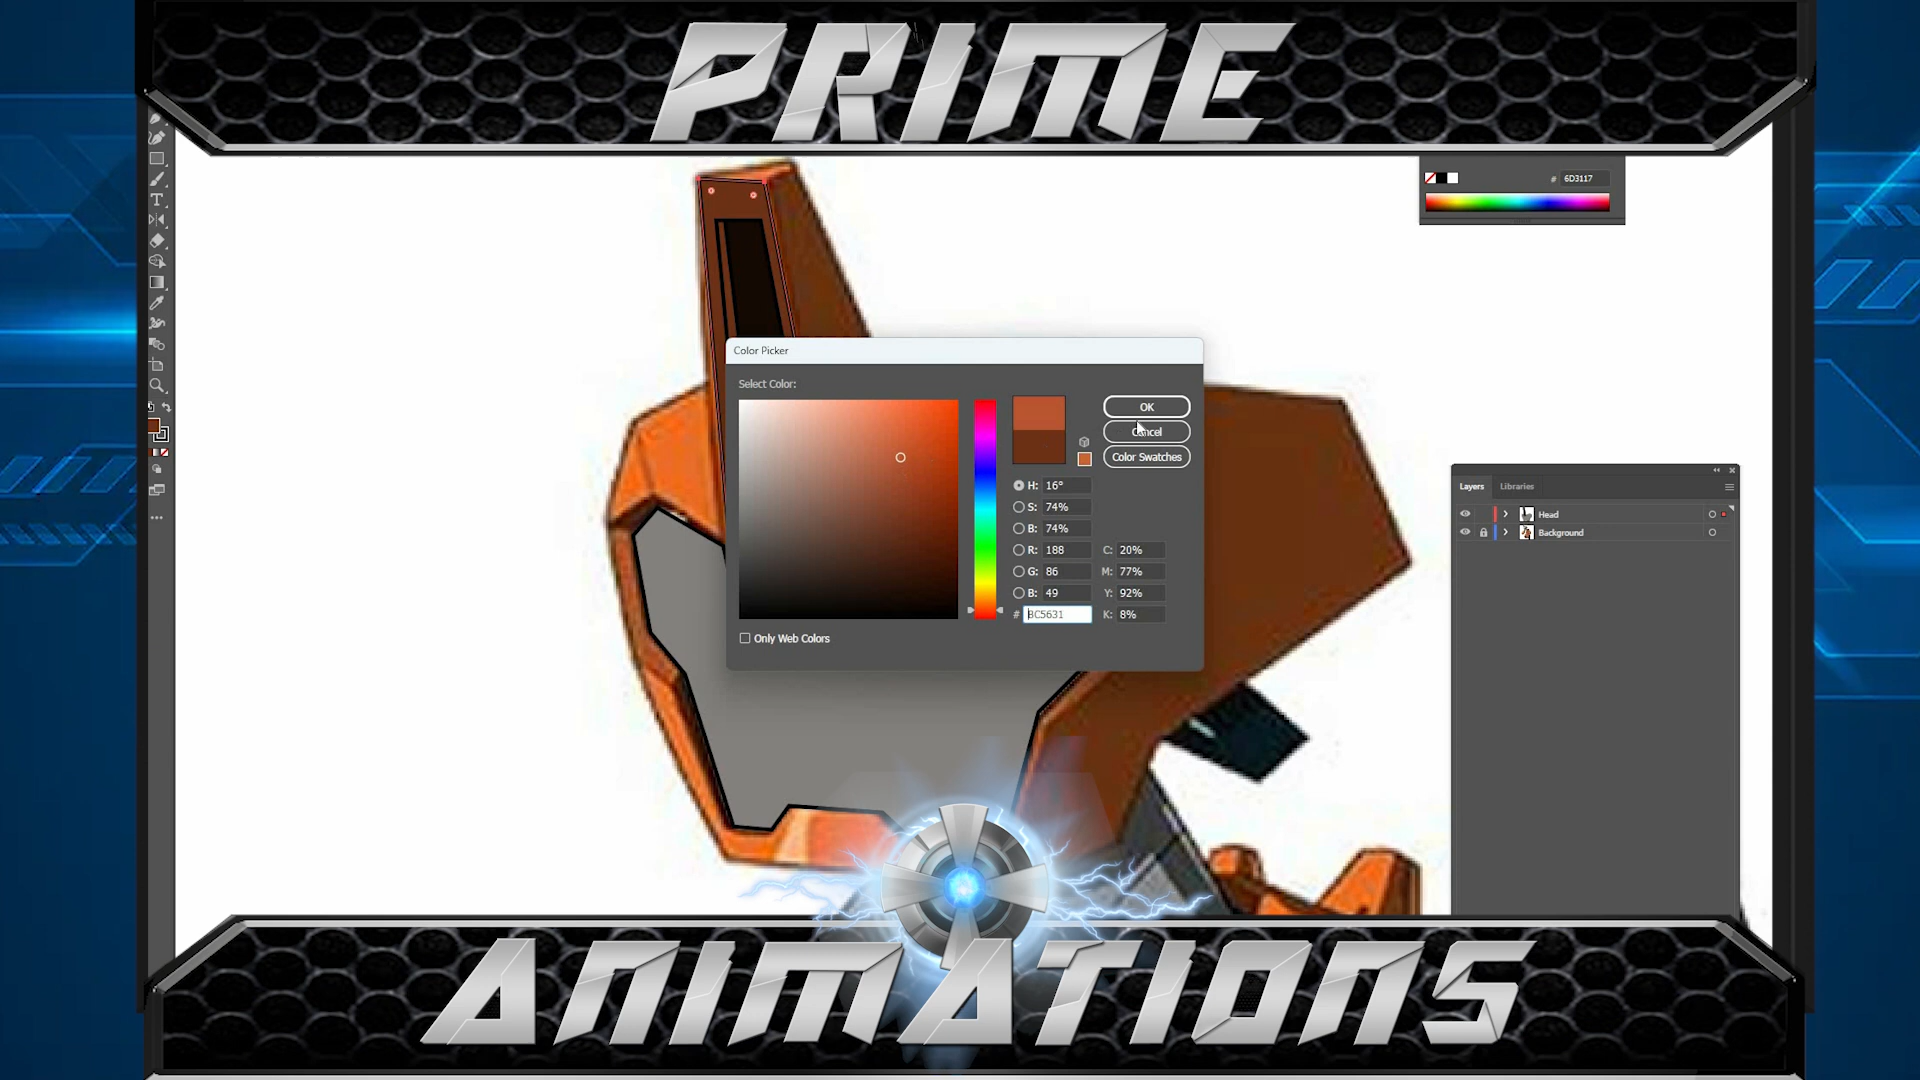 PRIME
# 6D3117
Color Picker
Select Color:
OK
Cancel
Color Swatches
H: 16°
S: 74%
B: 74%
R: 188
C: 20%
G: 86
M: 77%
B: 49
Y: 92%
# BC5631
K: 8%
Only Web Colors
Layers
Libraries
Head
Background
ANIMATIONS